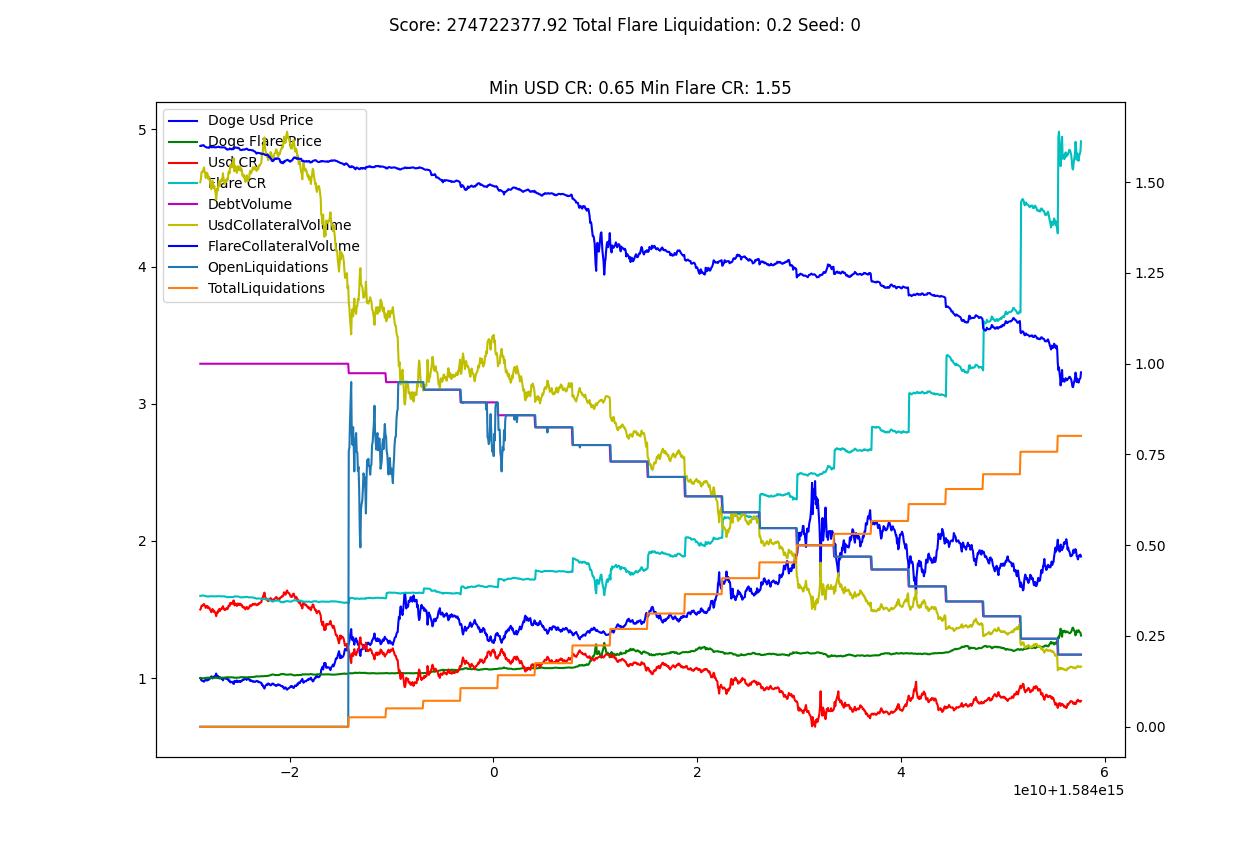 Score: 274722377.92 Total Flare Liquidation: 0.2 Seed: 0
Min USD CR: 0.65 Min Flare CR: 1.55
Doge Usd Price
Doge Flare Price
Usd CR
Flare CR
DebtVolume
UsdCollateralVolume
FlareCollateralVolume
OpenLiquidations
TotalLiquidations
5
4
3
2
1
1.50
1.25
1.00
0.75
0.50
0.25
0.00
−2
0
2
4
6
1e10+1.584e15